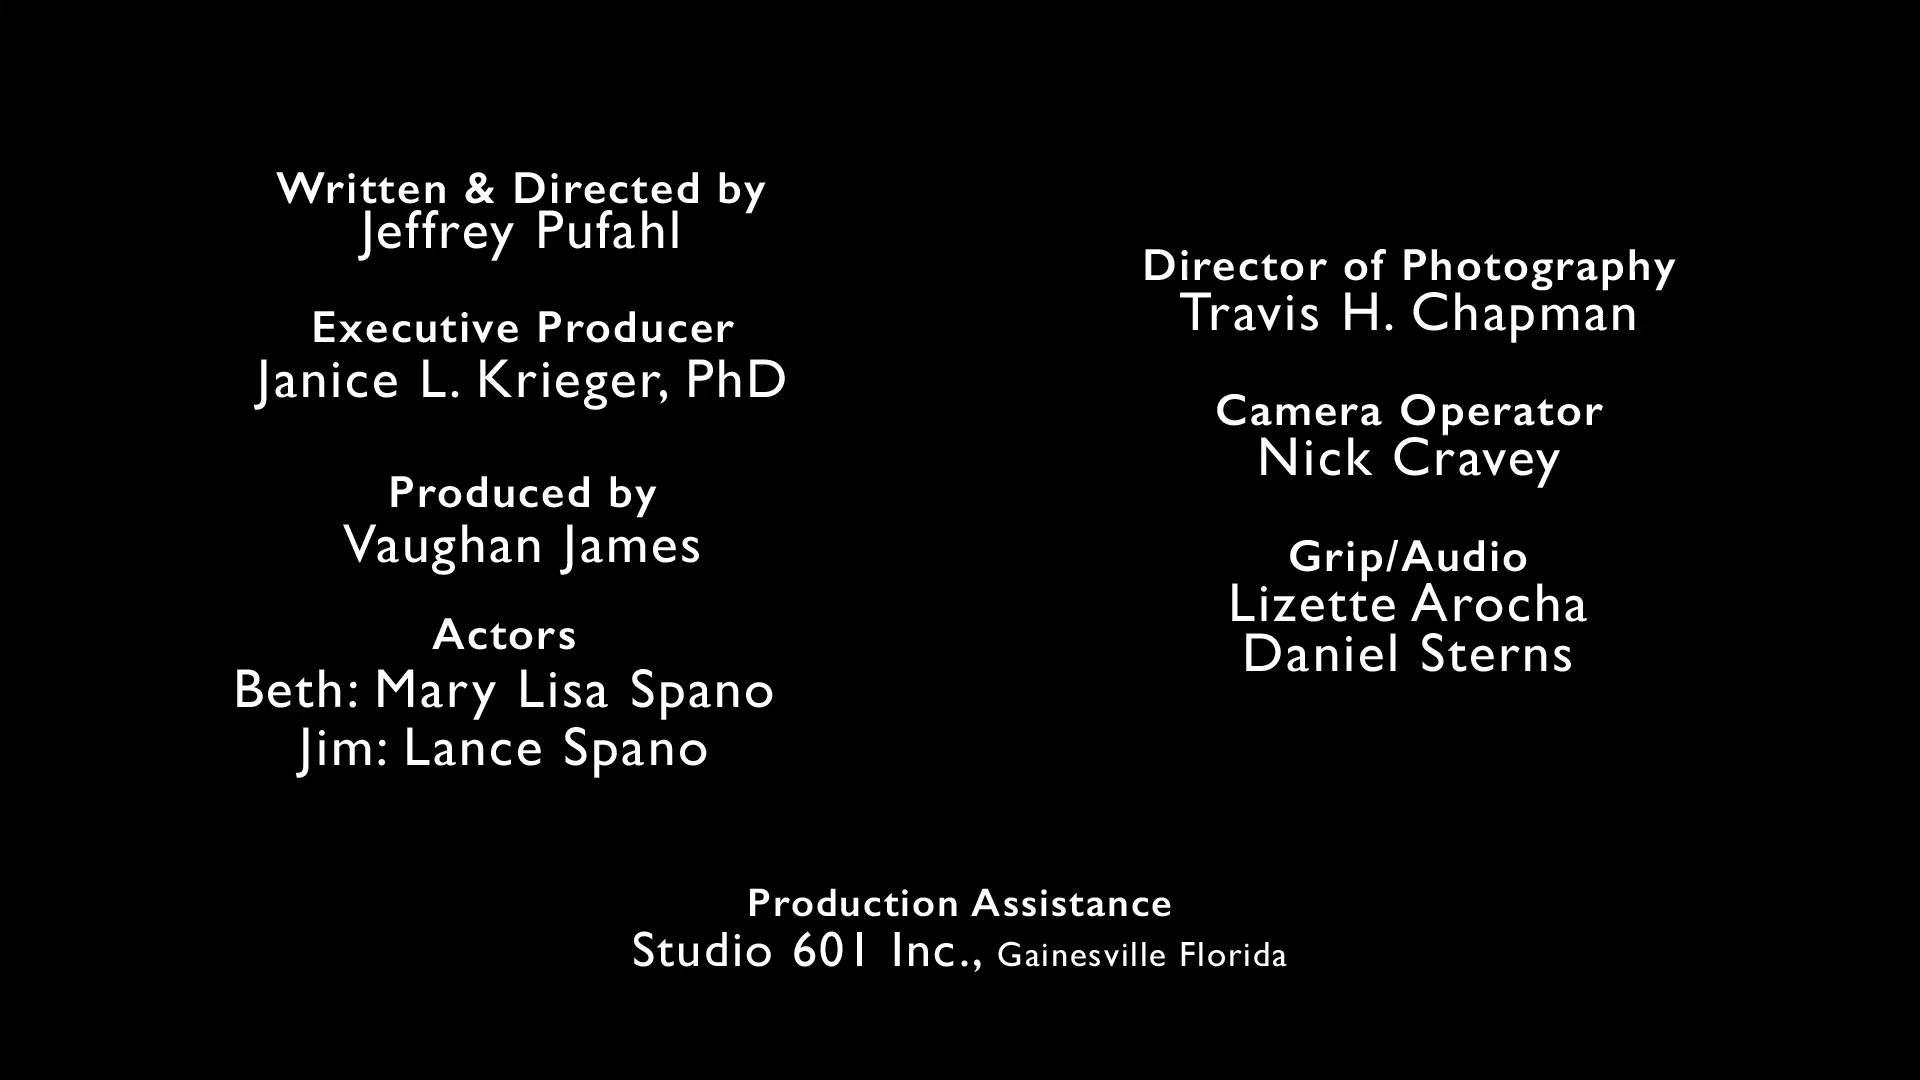 Written & Directed by
Jeffrey Pufahl
Executive Producer
Janice L. Krieger, PhD
Produced by
Vaughan James
Actors
Beth: Mary Lisa Spano
Jim: Lance Spano
Director of Photography
Travis H. Chapman
Camera Operator
Nick Cravey
Grip/Audio
Lizette Arocha
Daniel Sterns
Production Assistance
Studio 601 Inc., Gainesville Florida